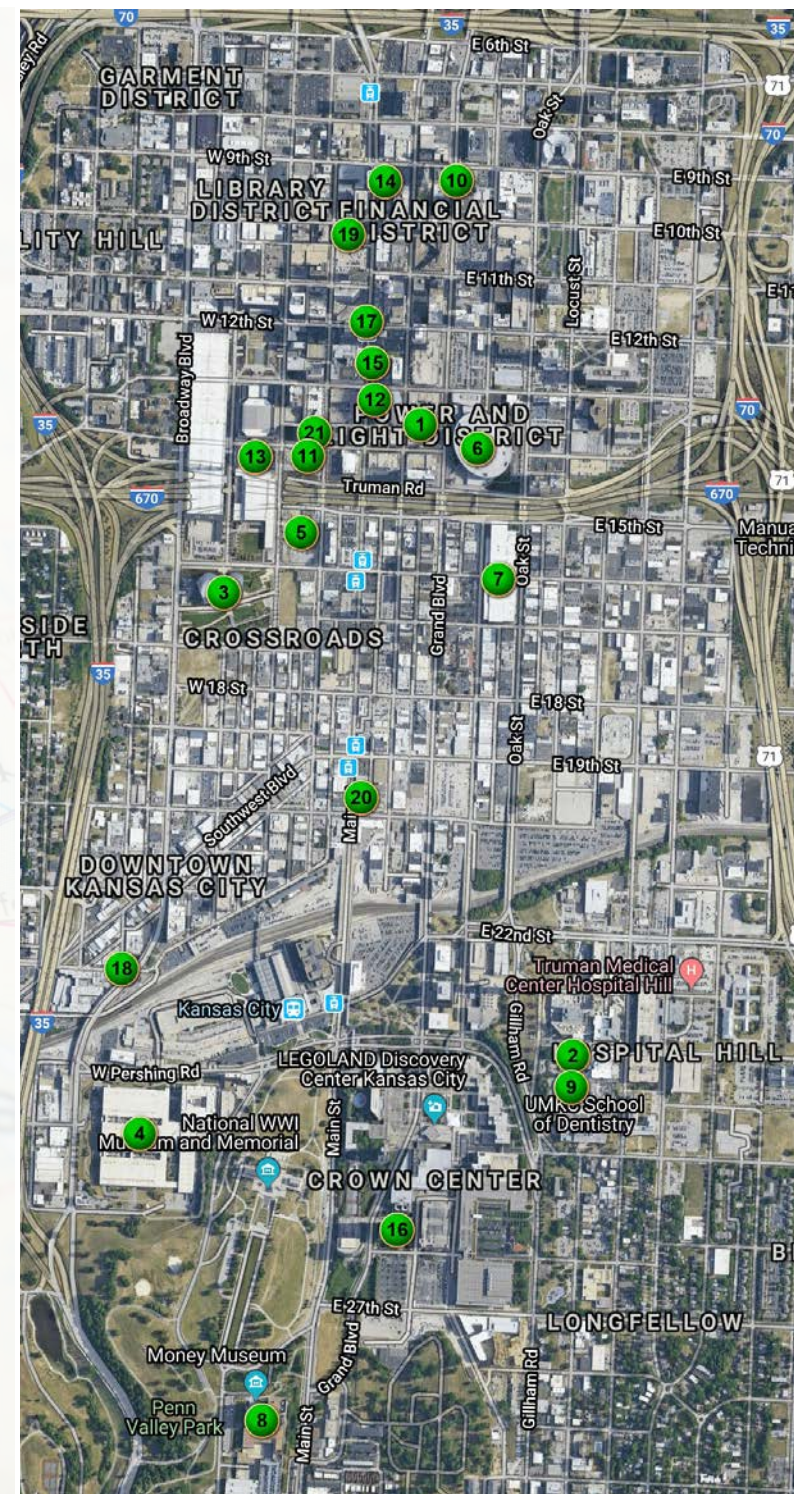 70
35
35
E 6th St
GARMENT
DISTRICT
71
Oak St
70
W 9th St
14
10
E 9th St
LIBRARY
DISTRICT
FINANCIAL
DISTRICT
19
E 10th St
LITY HILL
E 11th St
Locust St
E 11
17
W 12th St
E 12th St
Broadway Blvd
15
12
70
35
POWER AND
LIGHT DISTRICT
21
1
6
13
11
71
Truman Rd
670
670
5
E 15th St
Manua
Techni
Oak St
7
3
Grand Blvd
SIDE
TH
CROSSROADS
35
W 18 St
E 18 St
Oak St
71
E 19th St
20
Mai
Southwest Blvd
DOWNTOWN
KANSAS CITY
E 22nd St
18
Truman Medical
Center Hospital Hill
H
Kansas City
35
Gillham Rd
2
HOSPITAL HILL
LEGOLAND Discovery
Center Kansas City
W Pershing Rd
9
UMKC School
of Dentistry
4
National WWI
Museum and Memorial
Main St
CROWN CENTER
16
E 27th St
LONGFELLOW
Money Museum
Grand Blvd
Gillham Rd
Penn
Valley Park
8
Main St